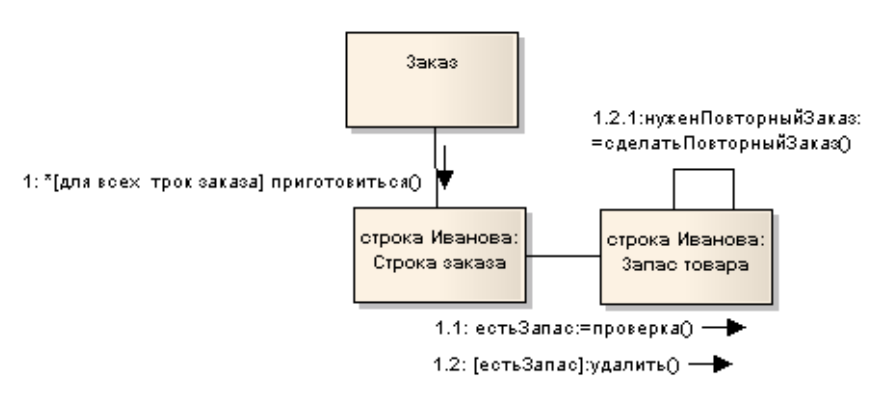 Заказ
1.2.1:нуженПовторныйЗаказ:
=сделатьПовторныйЗаказ()
1: *[для всех трок заказа] приготовиться()
строка Иванова:
Строка заказа
строка Иванова:
Запас товара
1.1: естьЗапас:=проверка()
1.2: [естьЗапас]:удалить()